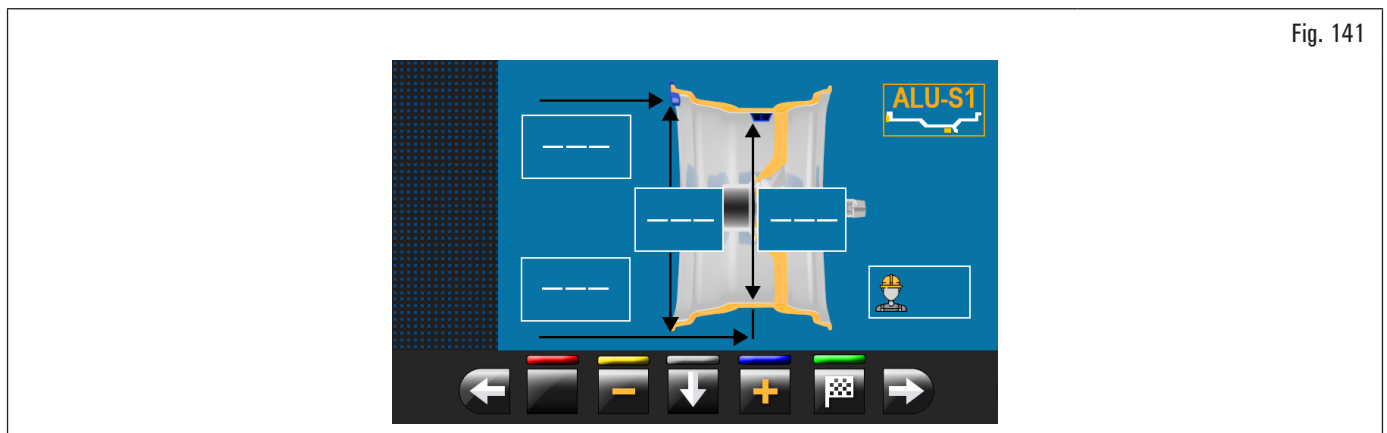 Fig. 141
ALU-S1
– – –
– – –
– – –
– – –